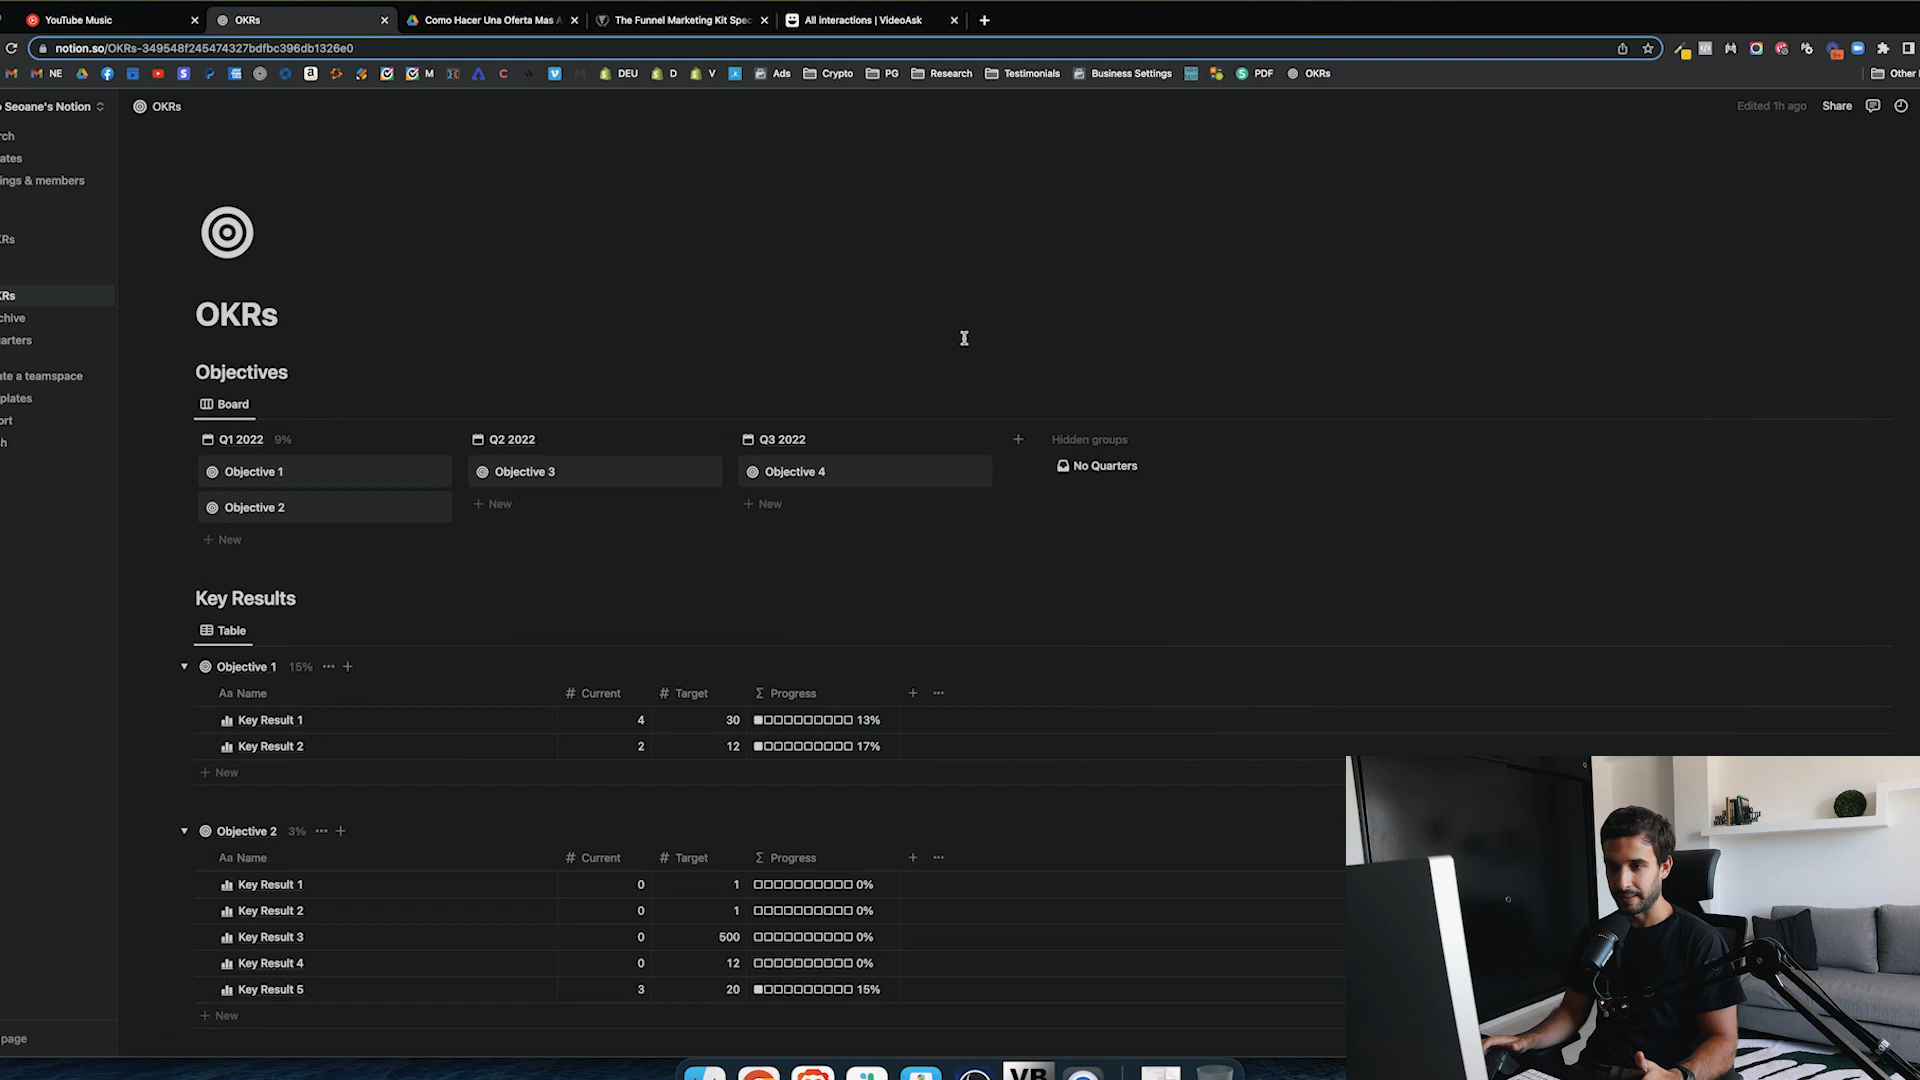 YouTube Music
OKRs
Como Hacer Una Oferta Mas A
The Funnel Marketing Kit Spec
All interactions | VideoAsk
notion.so/OKRs-349548f245474327bdfbc396db1326e0
NE
M
DEU
D
V
Ads
Crypto
PG
Research
Testimonials
Business Settings
PDF
OKRs
Other
o Seoane's Notion
OKRs
Edited 1h ago
Share
rch
ates
ings & members
KRs
KRs
chive
arters
ate a teamspace
plates
ort
h
page
OKRs
Objectives
Board
Q1 2022 9%
Q2 2022
Q3 2022
Hidden groups
Objective 1
Objective 3
Objective 4
No Quarters
Objective 2
New
New
New
Key Results
Table
Objective 1 15%
Aa Name # Current # Target Σ Progress
Key Result 1 4 30 13%
Key Result 2 2 12 17%
New
Objective 2 3%
Aa Name # Current # Target Σ Progress
Key Result 1 0 1 0%
Key Result 2 0 1 0%
Key Result 3 0 500 0%
Key Result 4 0 12 0%
Key Result 5 3 20 15%
New
VB